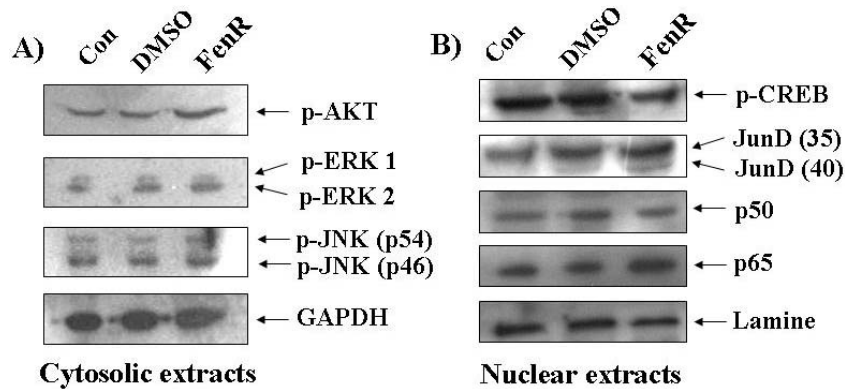 A)
Con DMSO FenR
p-AKT
p-ERK 1
p-ERK 2
p-JNK (p54)
p-JNK (p46)
GAPDH
Cytosolic extracts
B)
Con DMSO FenR
p-CREB
JunD (35)
JunD (40)
p50
p65
Lamine
Nuclear extracts